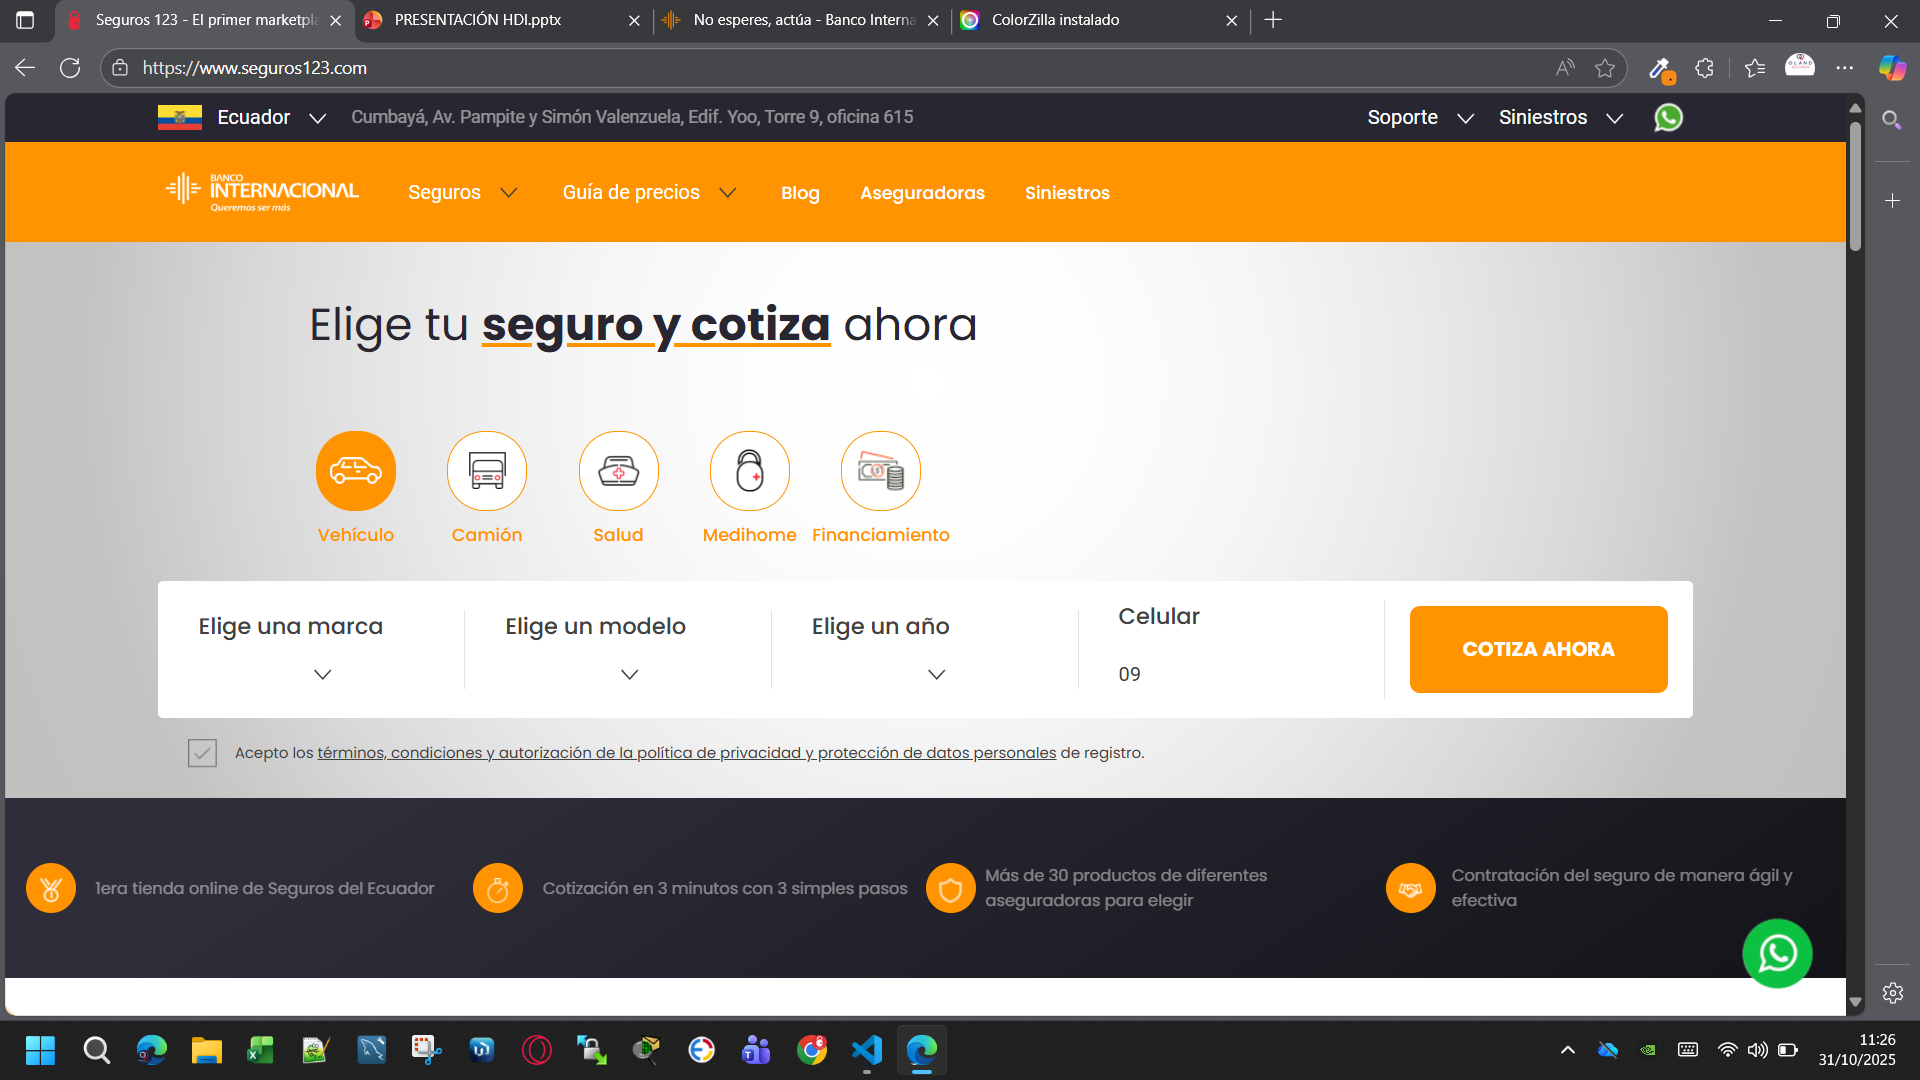 Seguros 123 - El primer marketpla
PRESENTACIÓN HDI.pptx
No esperes, actúa - Banco Interna
ColorZilla instalado
https://www.seguros123.com
Ecuador
Cumbayá, Av. Pampite y Simón Valenzuela, Edif. Yoo, Torre 9, oficina 615
Soporte
Siniestros
BANCO
INTERNACIONAL
Queremos ser más
Seguros
Guía de precios
Blog
Aseguradoras
Siniestros
Elige tu seguro y cotiza ahora
Vehículo
Camión
Salud
Medihome
Financiamiento
Elige una marca
Elige un modelo
Elige un año
Celular
09
COTIZA AHORA
Acepto los términos, condiciones y autorización de la política de privacidad y protección de datos personales de registro.
1era tienda online de Seguros del Ecuador
Cotización en 3 minutos con 3 simples pasos
Más de 30 productos de diferentes
aseguradoras para elegir
Contratación del seguro de manera ágil y
efectiva
11:26
31/10/2025